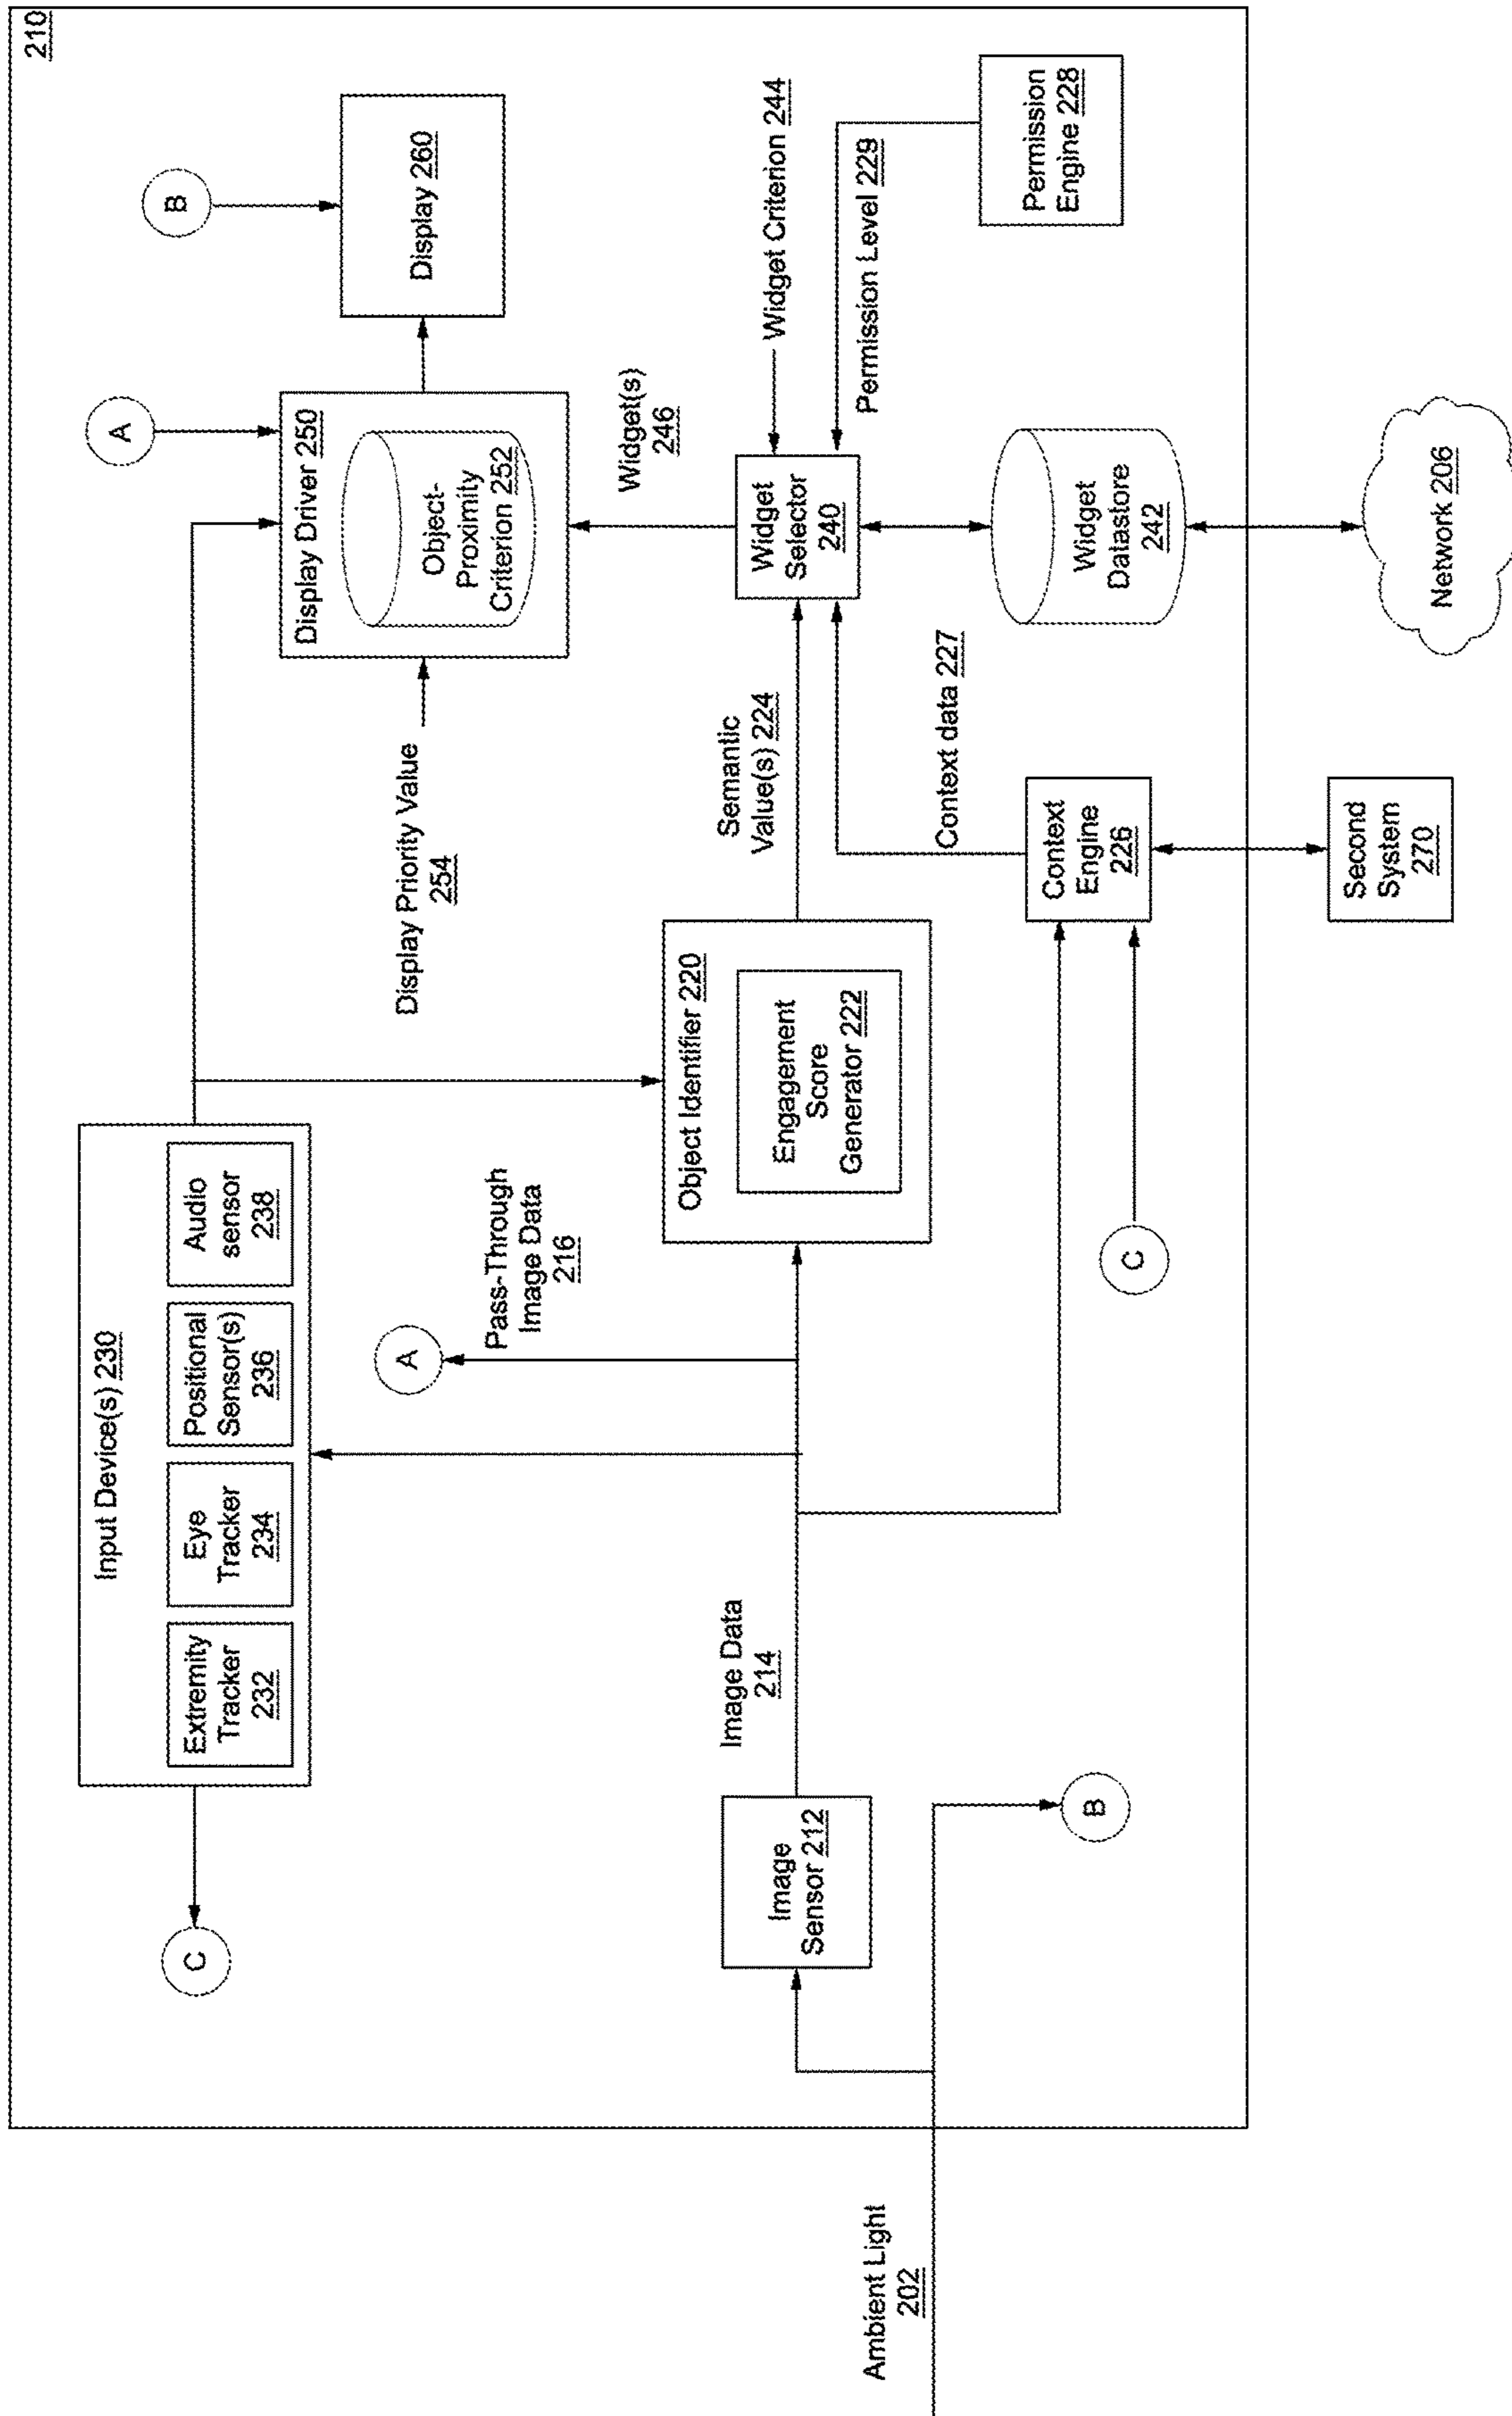 210
Input Device(s) 230
Extremity
Tracker
232
Eye
Tracker
234
Positional
Sensor(s)
236
Audio
sensor
238
C
A
B
Display Driver 250
Object-
Proximity
Criterion 252
Display 260
Display Priority Value
254
A
Pass-Through
Image Data
216
Widget(s)
246
Image
Sensor 212
Image Data
214
Object Identifier 220
Engagement
Score
Generator 222
Semantic
Value(s) 224
Widget
Selector
240
Widget Criterion 244
Permission Level 229
Permission
Engine 228
Context data 227
Ambient Light
202
B
C
Context
Engine
226
Widget
Datastore
242
Second
System
270
Network 206